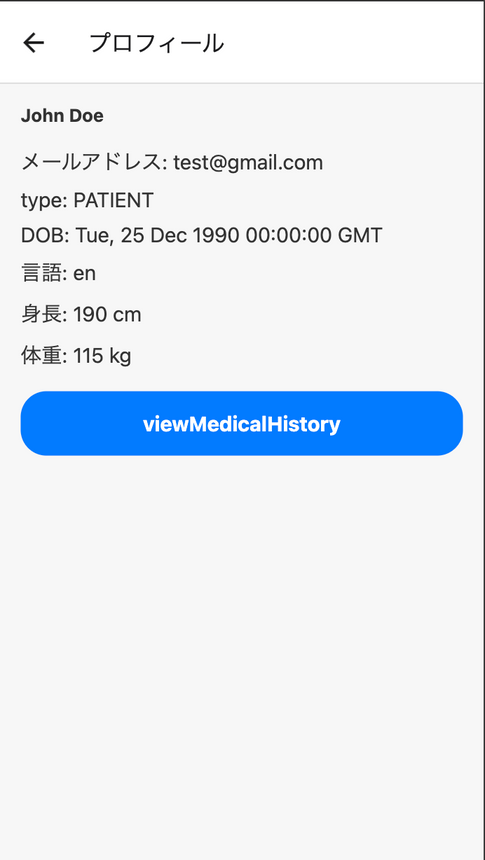 プロフィール
John Doe
メールアドレス: test@gmail.com
type: PATIENT
DOB: Tue, 25 Dec 1990 00:00:00 GMT
言語: en
身長: 190 cm
体重: 115 kg
viewMedicalHistory